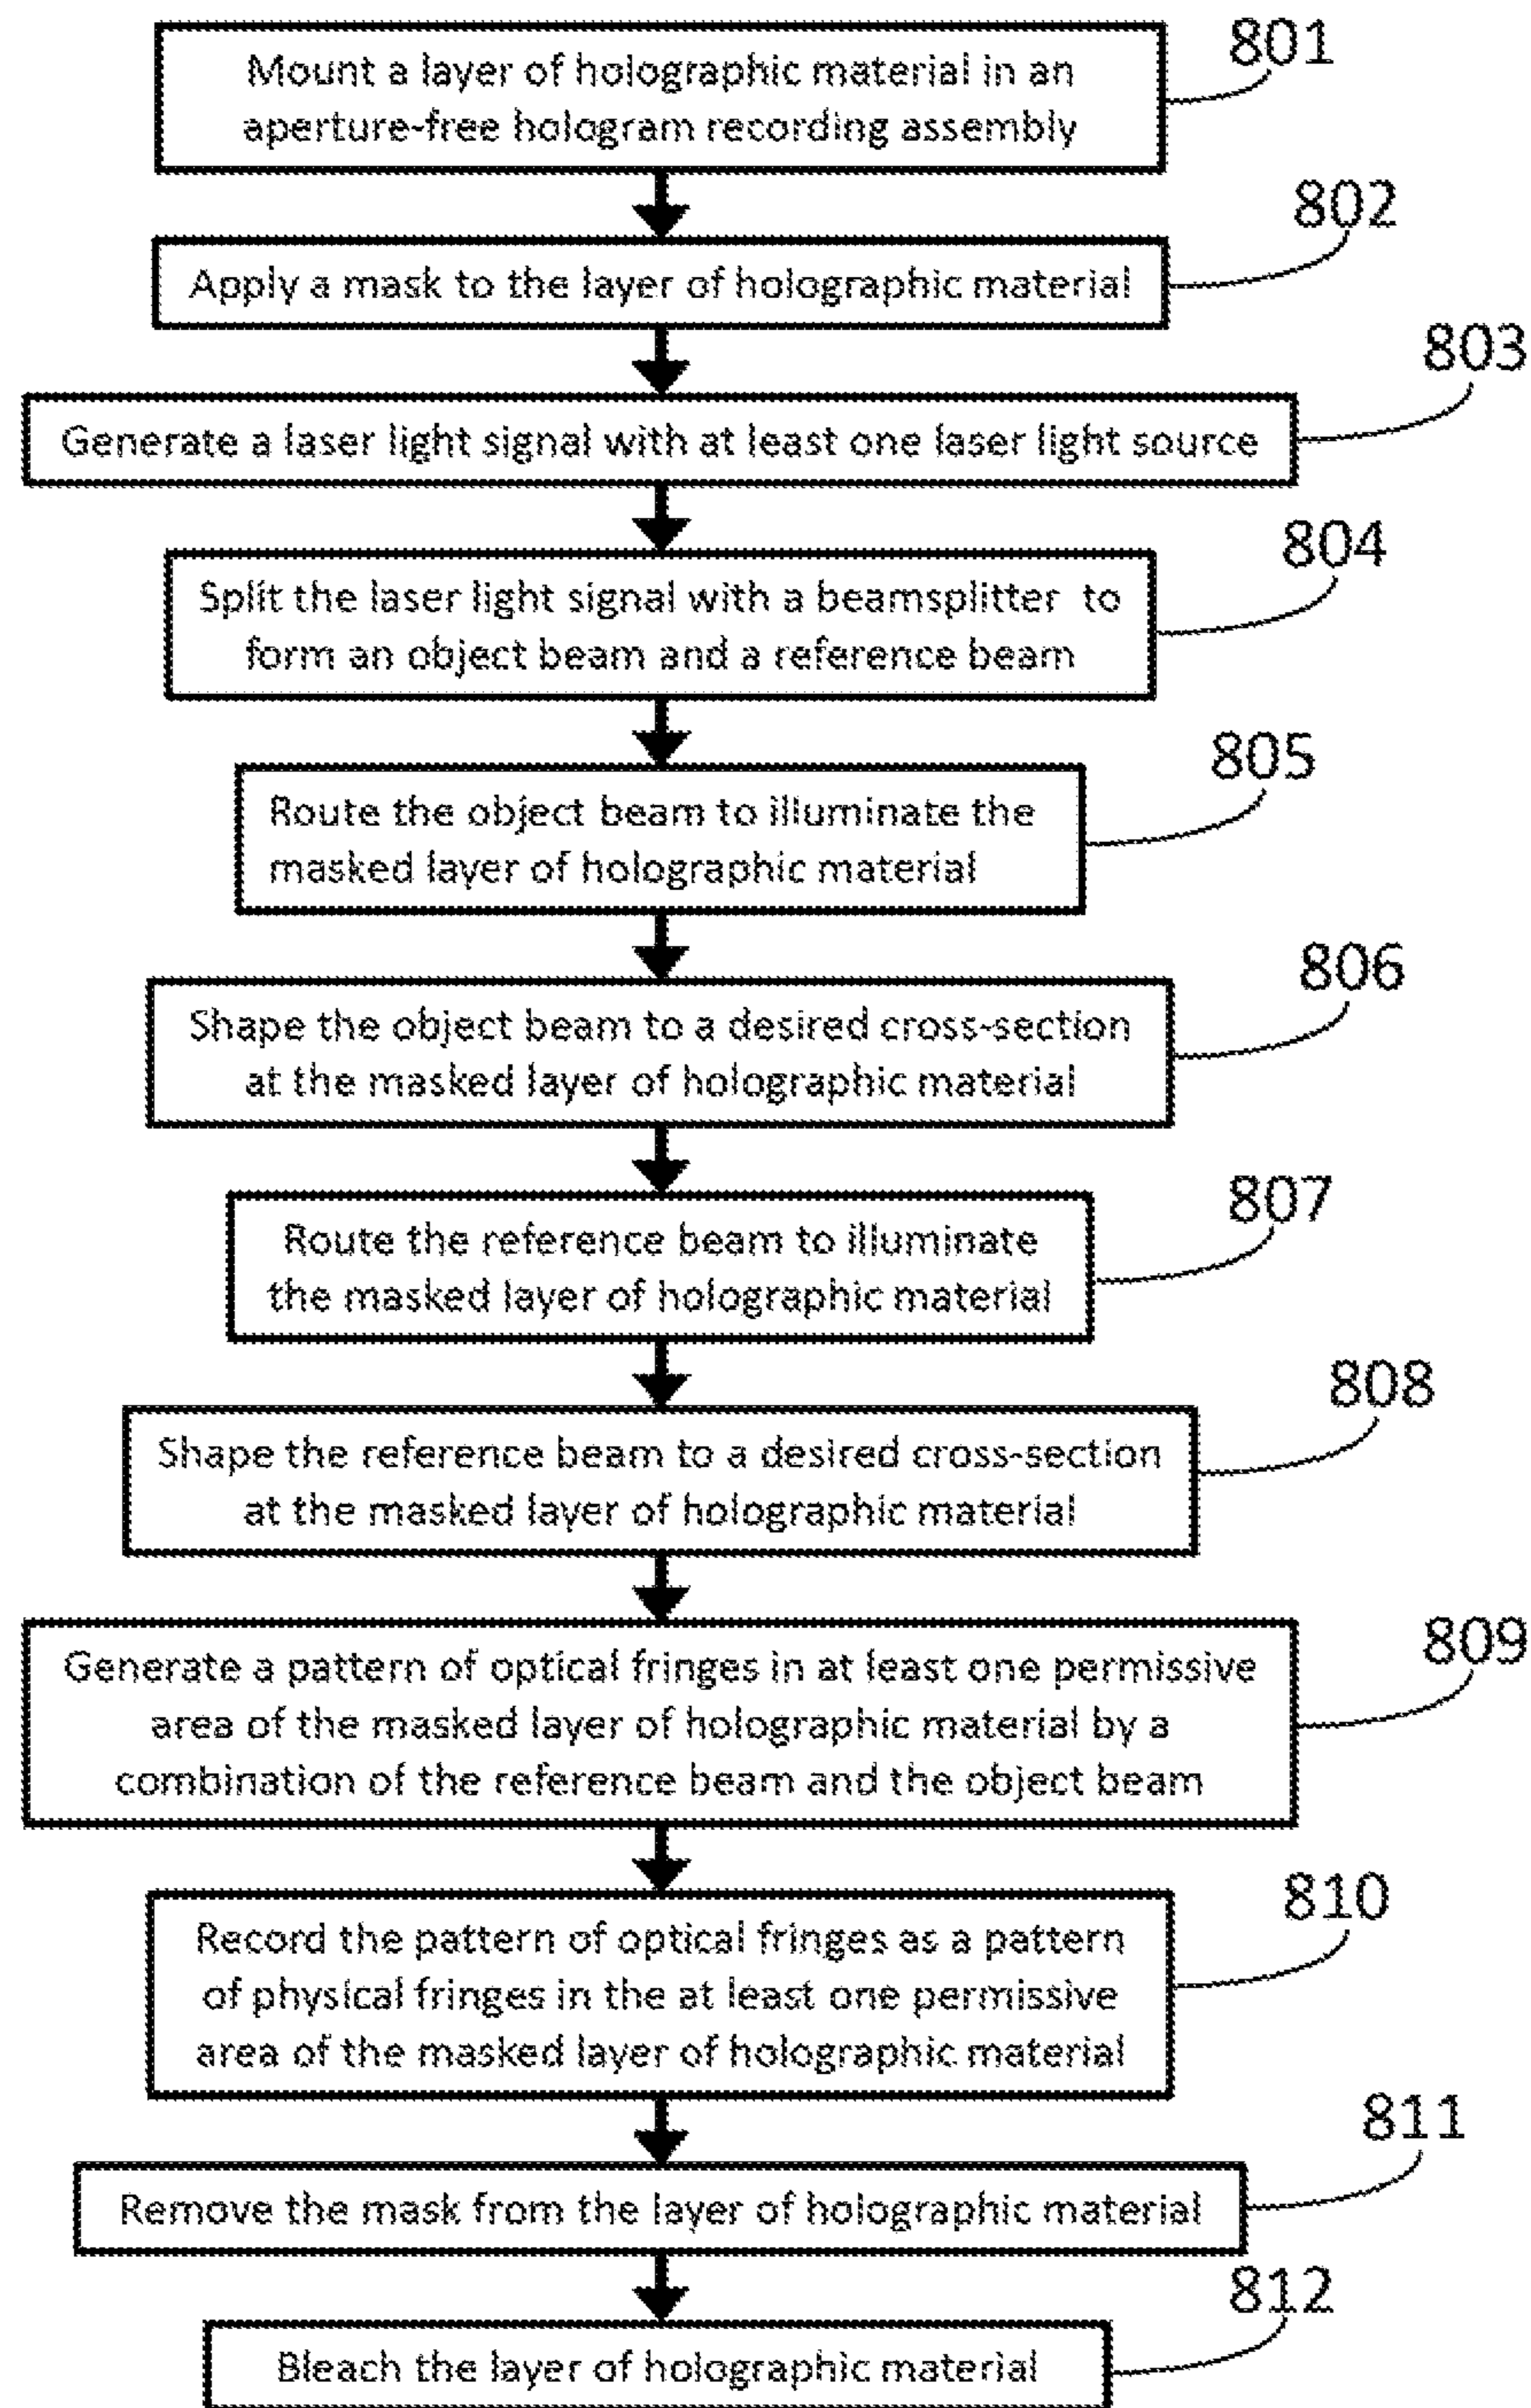 801
Mount a layer of holographic material in an
aperture-free hologram recording assembly
802
Apply a mask to the layer of holographic material
803
Generate a laser light signal with at least one laser light source
804
Split the laser light signal with a beamsplitter to
form an object beam and a reference beam
805
Route the object beam to illuminate the
masked layer of holographic material
806
Shape the object beam to a desired cross-section
at the masked layer of holographic material
807
Route the reference beam to illuminate
the masked layer of holographic material
808
Shape the reference beam to a desired cross-section
at the masked layer of holographic material
809
Generate a pattern of optical fringes in at least one permissive
area of the masked layer of holographic material by a
combination of the reference beam and the object beam
810
Record the pattern of optical fringes as a pattern
of physical fringes in the at least one permissive
area of the masked layer of holographic material
811
Remove the mask from the layer of holographic material
812
Bleach the layer of holographic material